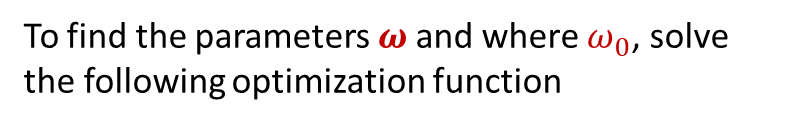 To find the parameters ω and where ω₀, solve
the following optimization function